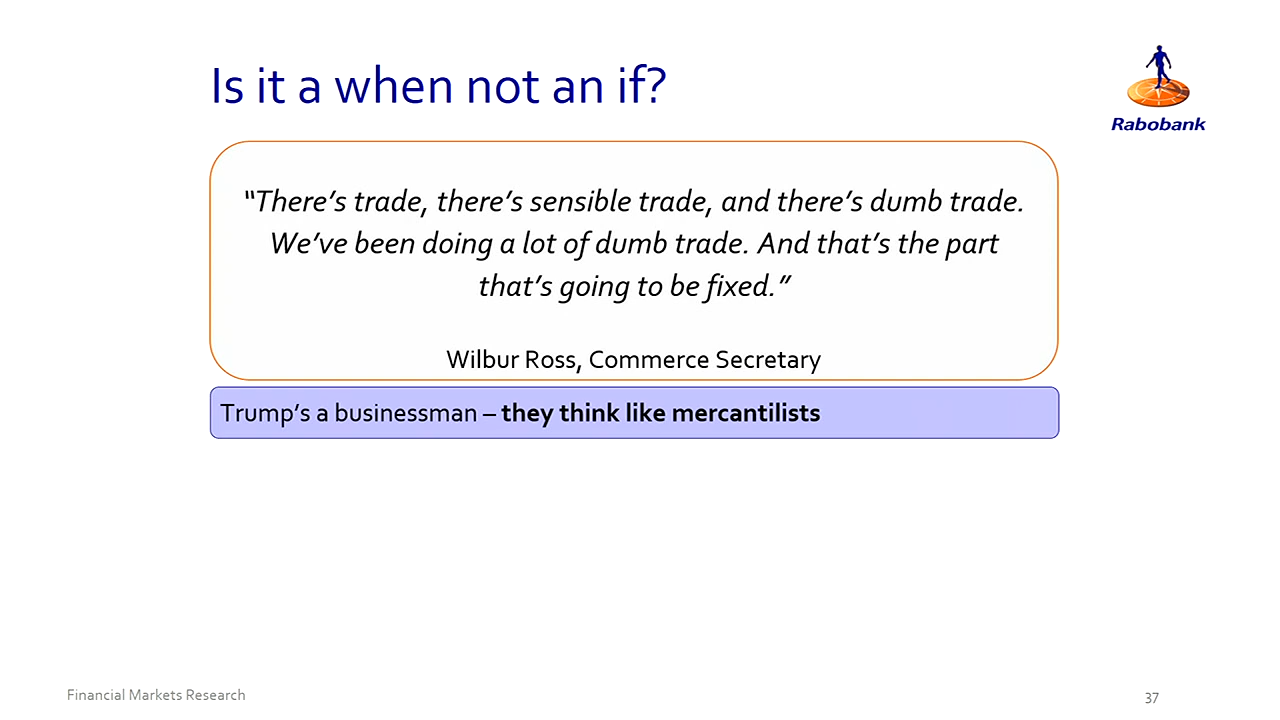 Is it a when not an if?
Rabobank
“There’s trade, there’s sensible trade, and there’s dumb trade.
We’ve been doing a lot of dumb trade. And that’s the part
that’s going to be fixed.”
Wilbur Ross, Commerce Secretary
Trump’s a businessman – they think like mercantilists
Financial Markets Research
37